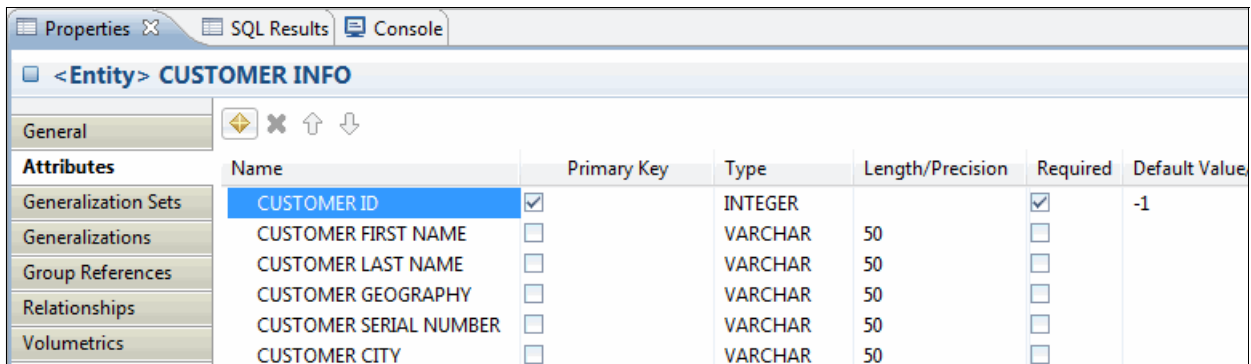 Properties SQL Results Console
<Entity> CUSTOMER INFO
General
Attributes
Generalization Sets
Generalizations
Group References
Relationships
Volumetrics
Name Primary Key Type Length/Precision Required Default Value/
CUSTOMER ID INTEGER -1
CUSTOMER FIRST NAME VARCHAR 50
CUSTOMER LAST NAME VARCHAR 50
CUSTOMER GEOGRAPHY VARCHAR 50
CUSTOMER SERIAL NUMBER VARCHAR 50
CUSTOMER CITY VARCHAR 50